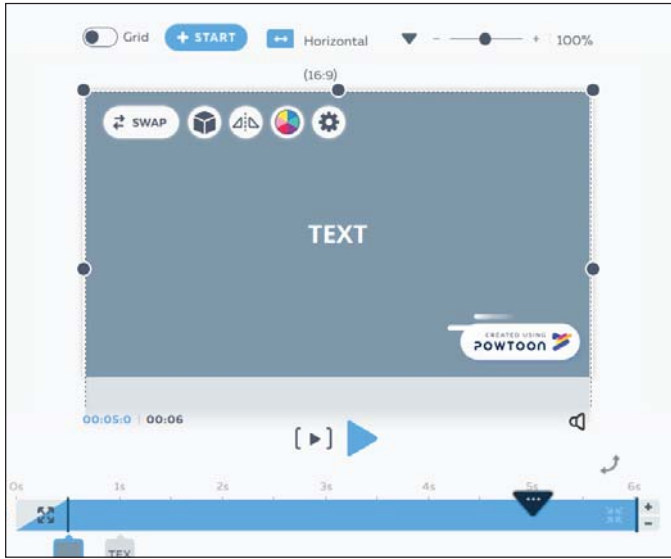 Grid + START Horizontal - + 100%
(16:9)
SWAP
TEXT
CREATED USING
POWTOON
00:05:0 00:06
0s 1s 2s 3s 4s 5s 6s
+
-
TEX